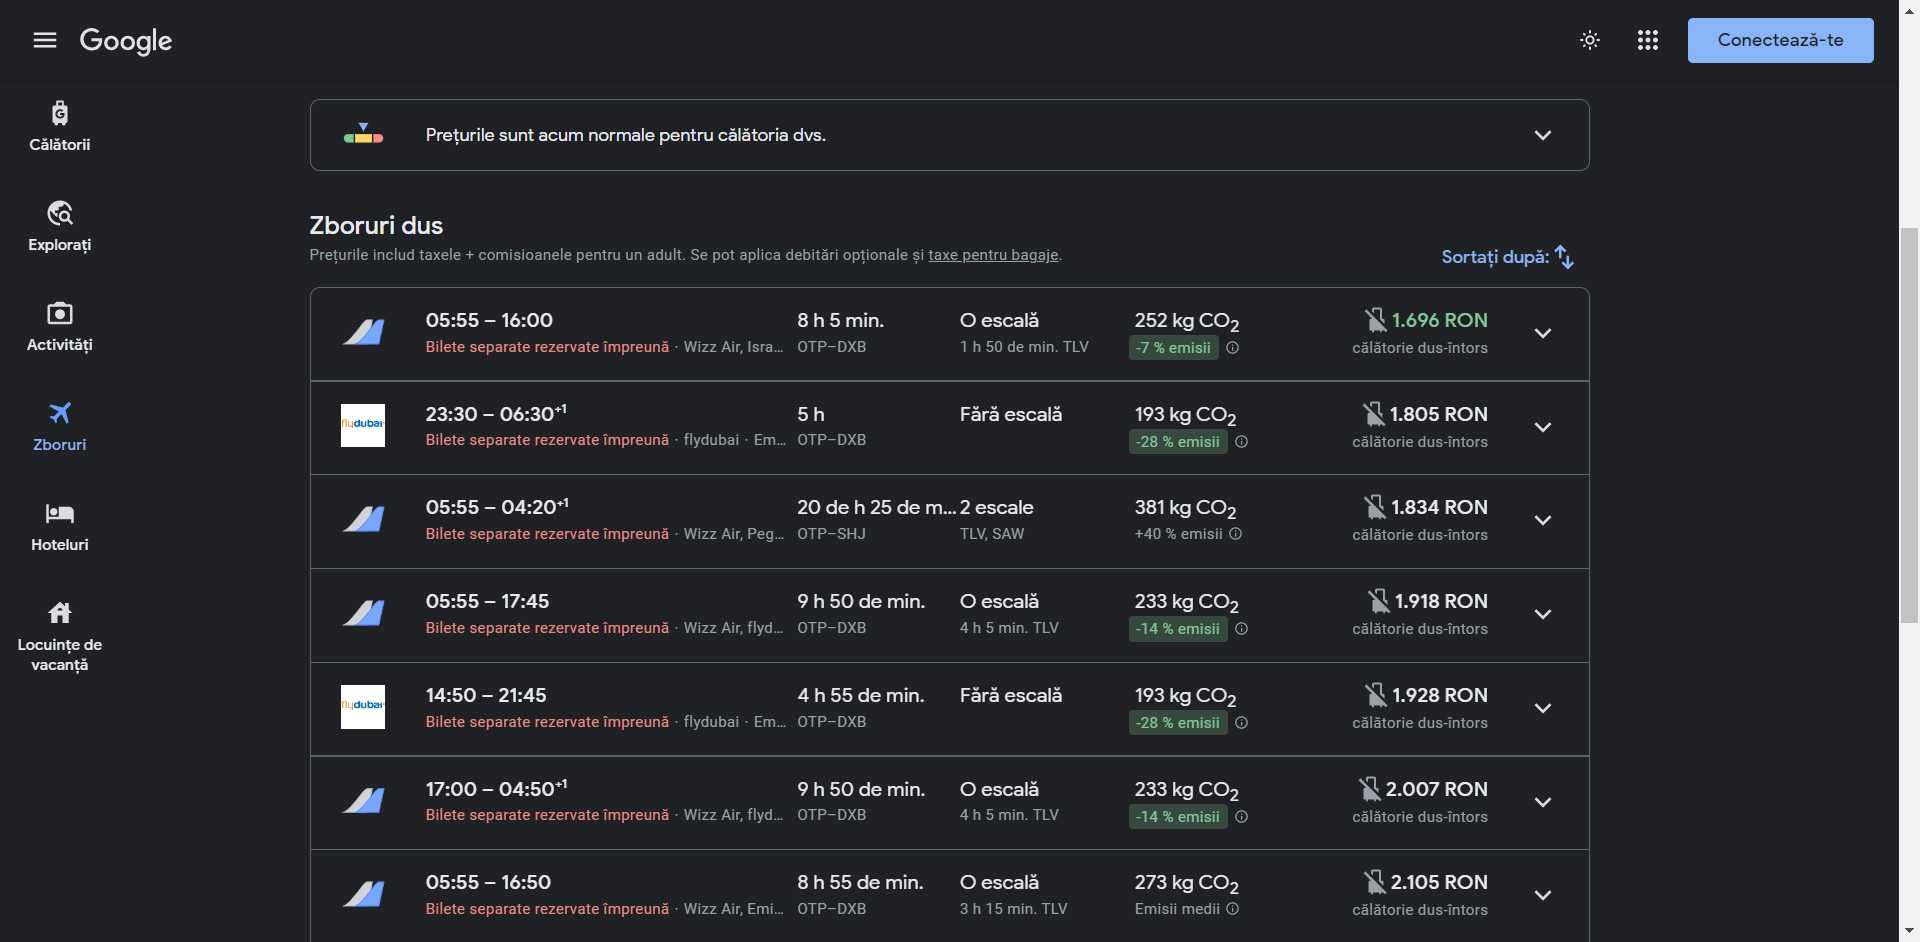 Google
Conectează-te
Călătorii
Explorați
Activități
Zboruri
Hoteluri
Locuințe de
vacanță
Prețurile sunt acum normale pentru călătoria dvs.
Zboruri dus
Prețurile includ taxele + comisioanele pentru un adult. Se pot aplica debitări opționale și taxe pentru bagaje.
Sortați după:
05:55 – 16:00 8 h 5 min. O escală 252 kg CO2 1.696 RON
Bilete separate rezervate împreună · Wizz Air, Isra... OTP–DXB 1 h 50 de min. TLV -7 % emisii călătorie dus-întors
flydubai
23:30 – 06:30+1 5 h Fără escală 193 kg CO2 1.805 RON
Bilete separate rezervate împreună · flydubai · Em... OTP–DXB -28 % emisii călătorie dus-întors
05:55 – 04:20+1 20 de h 25 de m... 2 escale 381 kg CO2 1.834 RON
Bilete separate rezervate împreună · Wizz Air, Peg... OTP–SHJ TLV, SAW +40 % emisii călătorie dus-întors
05:55 – 17:45 9 h 50 de min. O escală 233 kg CO2 1.918 RON
Bilete separate rezervate împreună · Wizz Air, flyd... OTP–DXB 4 h 5 min. TLV -14 % emisii călătorie dus-întors
flydubai
14:50 – 21:45 4 h 55 de min. Fără escală 193 kg CO2 1.928 RON
Bilete separate rezervate împreună · flydubai · Em... OTP–DXB -28 % emisii călătorie dus-întors
17:00 – 04:50+1 9 h 50 de min. O escală 233 kg CO2 2.007 RON
Bilete separate rezervate împreună · Wizz Air, flyd... OTP–DXB 4 h 5 min. TLV -14 % emisii călătorie dus-întors
05:55 – 16:50 8 h 55 de min. O escală 273 kg CO2 2.105 RON
Bilete separate rezervate împreună · Wizz Air, Emi... OTP–DXB 3 h 15 min. TLV Emisii medii călătorie dus-întors